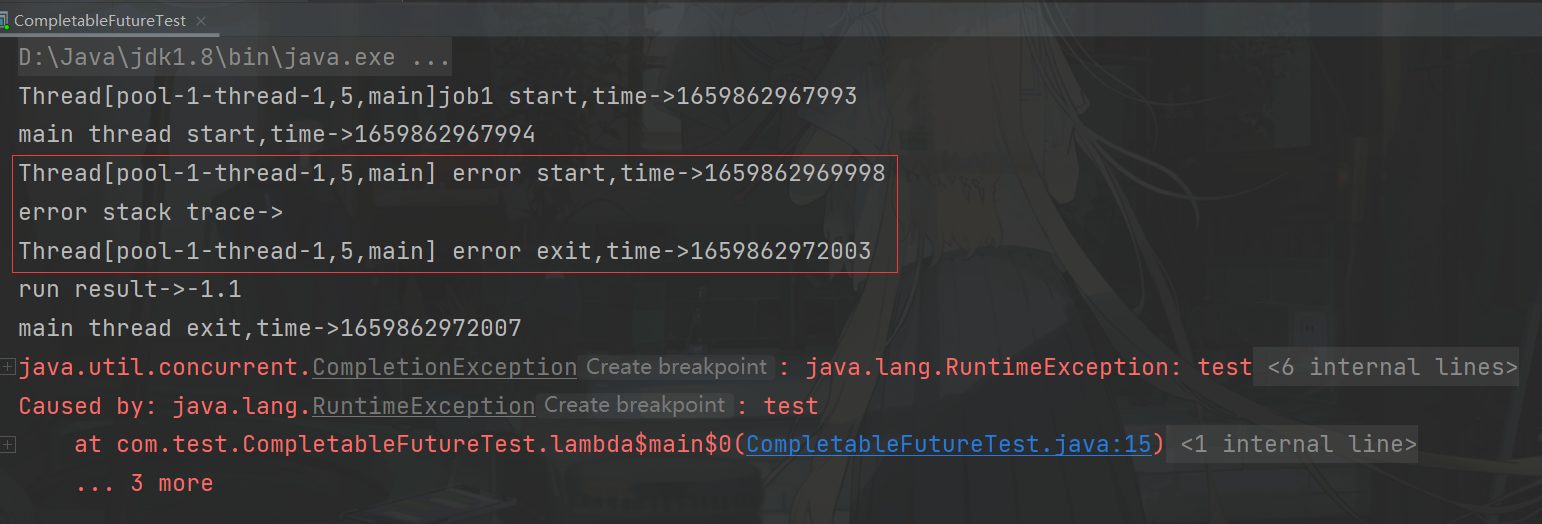 CompletableFutureTest
D:\Java\jdk1.8\bin\java.exe ...
Thread[pool-1-thread-1,5,main]job1 start,time->1659862967993
main thread start,time->1659862967994
Thread[pool-1-thread-1,5,main] error start,time->1659862969998
error stack trace->
Thread[pool-1-thread-1,5,main] error exit,time->1659862972003
run result->-1.1
main thread exit,time->1659862972007
java.util.concurrent.CompletionException Create breakpoint : java.lang.RuntimeException: test <6 internal lines>
Caused by: java.lang.RuntimeException Create breakpoint : test
at com.test.CompletableFutureTest.lambda$main$0(CompletableFutureTest.java:15) <1 internal line>
... 3 more